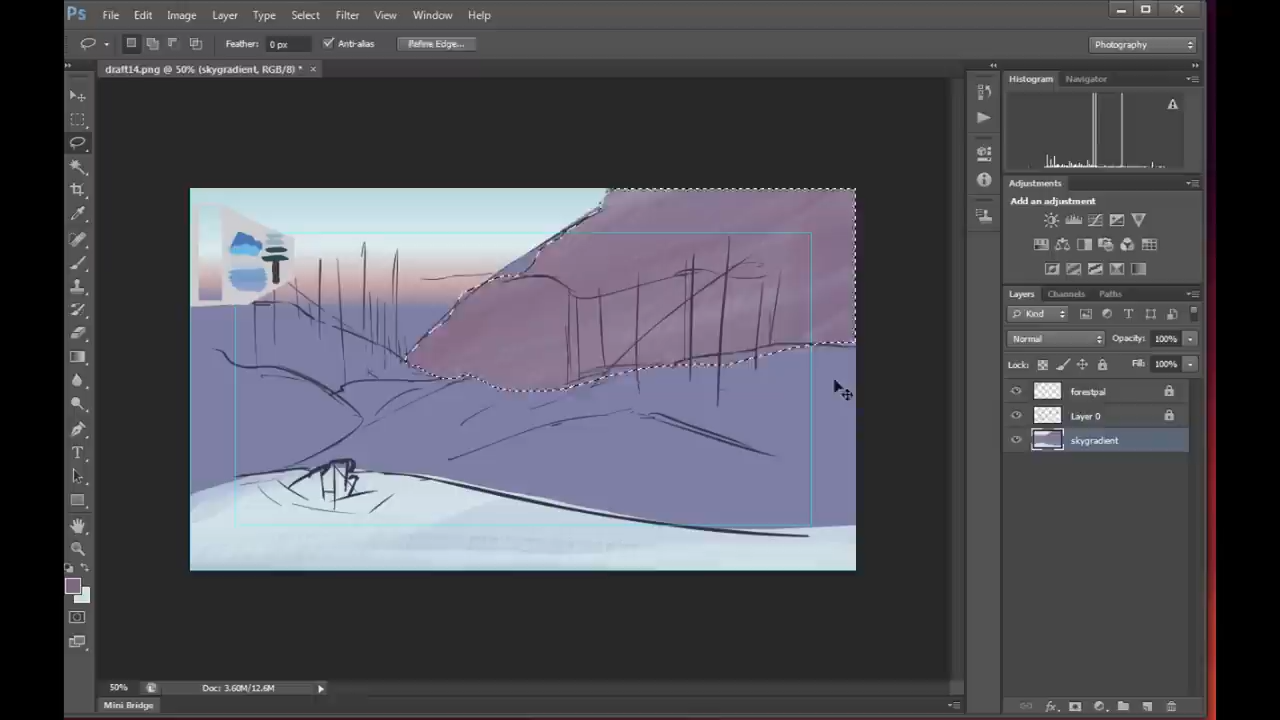 Ps File Edit Image Layer Type Select Filter View Window Help
Feather: 0 px Anti-alias Refine Edge... Photography
draft14.png @ 50% (skygradient, RGB/8) *
Histogram Navigator
Adjustments
Add an adjustment
Layers Channels Paths
Kind
Normal Opacity: 100%
Lock: Fill: 100%
forestpal
Layer 0
skygradient
50% Doc: 3.60M/12.6M
Mini Bridge